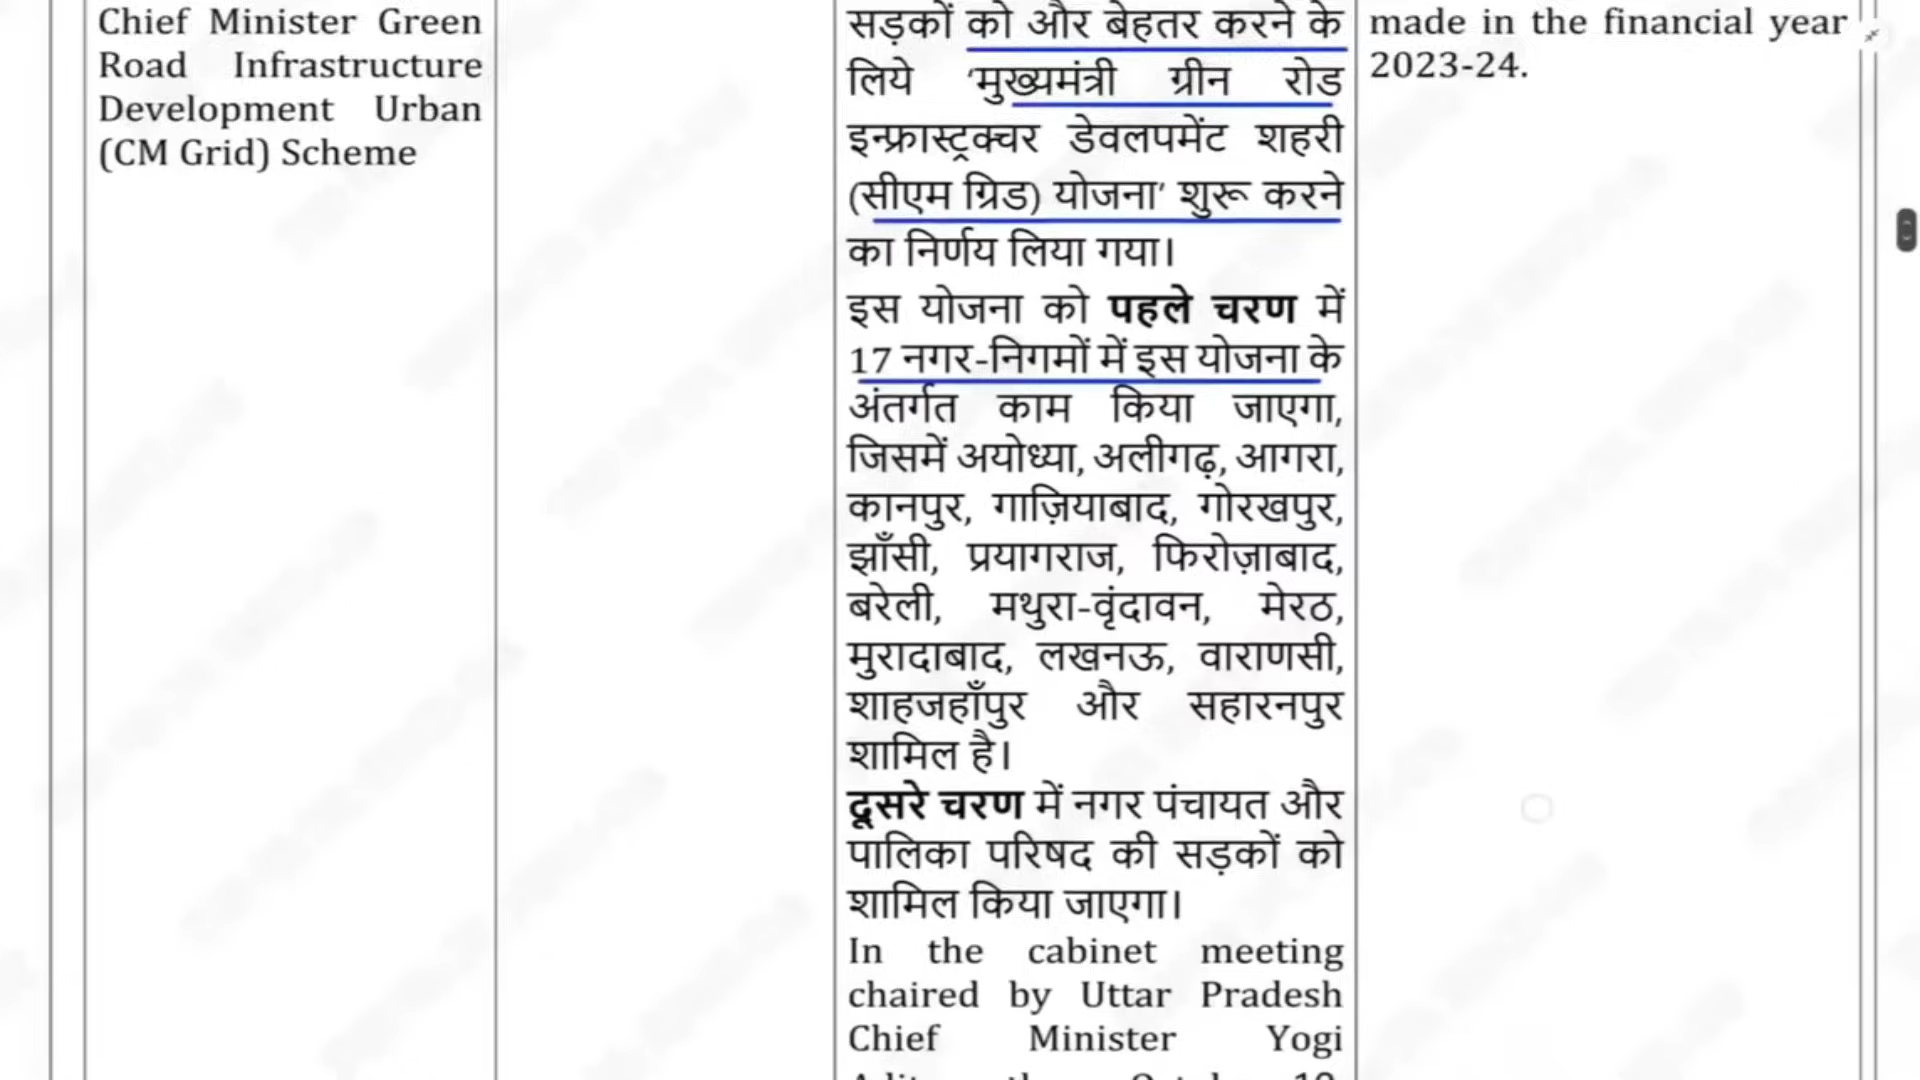 Chief Minister Green
Road Infrastructure
Development Urban
(CM Grid) Scheme
सड़कों को और बेहतर करने के
लिये ‘मुख्यमंत्री ग्रीन रोड
इन्फ्रास्ट्रक्चर डेवलपमेंट शहरी
(सीएम ग्रिड) योजना’ शुरू करने
का निर्णय लिया गया।
इस योजना को पहले चरण में
17 नगर-निगमों में इस योजना के
अंतर्गत काम किया जाएगा,
जिसमें अयोध्या, अलीगढ़, आगरा,
कानपुर, गाज़ियाबाद, गोरखपुर,
झाँसी, प्रयागराज, फिरोज़ाबाद,
बरेली, मथुरा-वृंदावन, मेरठ,
मुरादाबाद, लखनऊ, वाराणसी,
शाहजहाँपुर और सहारनपुर
शामिल है।
दूसरे चरण में नगर पंचायत और
पालिका परिषद की सड़कों को
शामिल किया जाएगा।
In the cabinet meeting
chaired by Uttar Pradesh
Chief Minister Yogi
made in the financial year
2023-24.